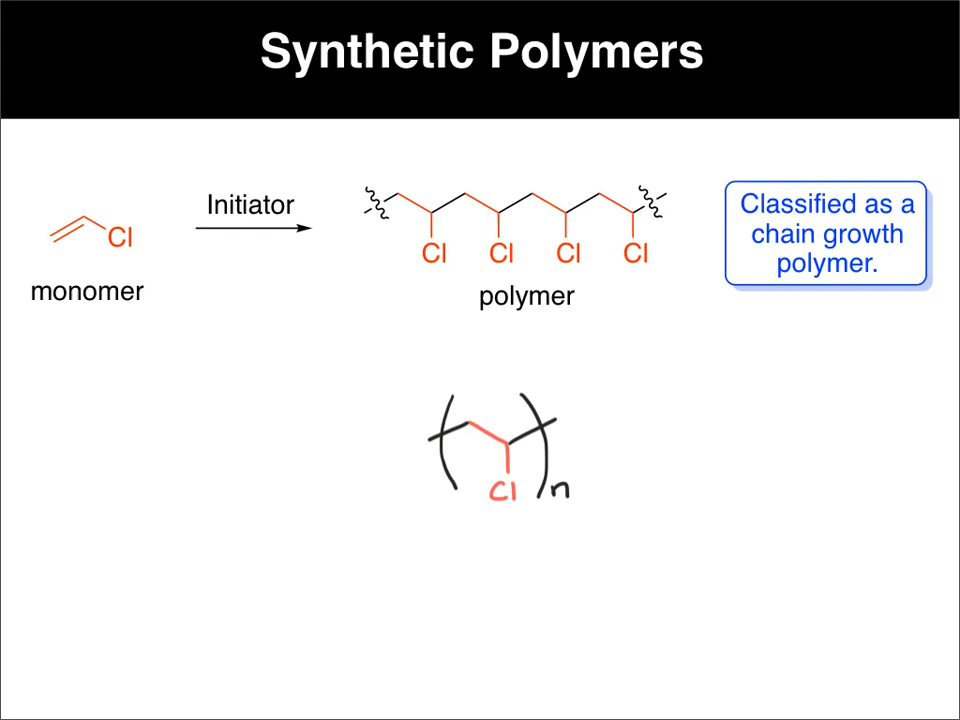 Synthetic Polymers
Initiator
Cl
monomer
Cl Cl Cl Cl
polymer
Classified as a
chain growth
polymer.
Cl
n